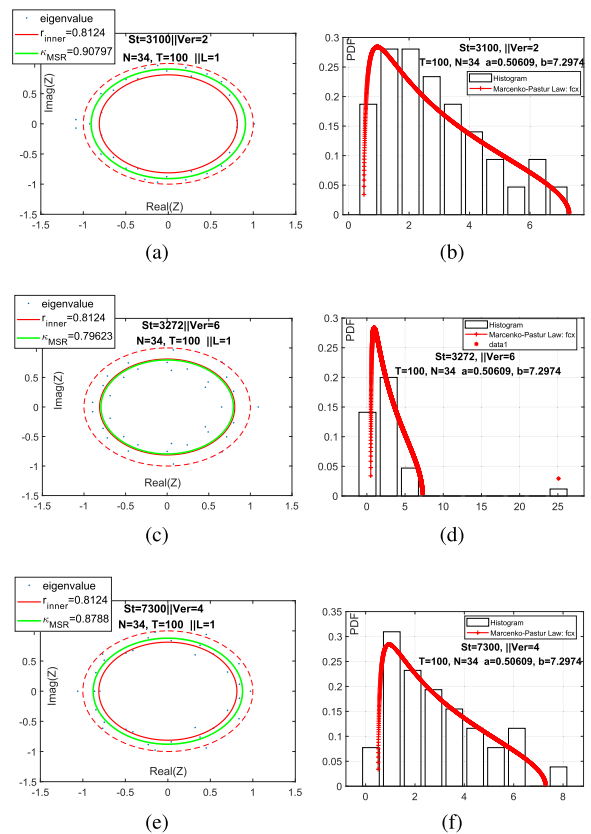 eigenvalue
r_inner=0.8124
κ_MSR=0.90797
St=3100||Ver=2
N=34, T=100 ||L=1
Imag(Z)
Real(Z)
1
0.5
0
-0.5
-1
-1.5
-1.5 -1 -0.5 0 0.5 1 1.5
(a)
PDF
St=3100, ||Ver=2
T=100, N=34 a=0.50609, b=7.2974
Histogram
Marcenko-Pastur Law: fcx
0.3
0.25
0.2
0.15
0.1
0.05
0
0 2 4 6
(b)
eigenvalue
r_inner=0.8124
κ_MSR=0.79623
St=3272||Ver=6
N=34, T=100 ||L=1
Imag(Z)
Real(Z)
1
0.5
0
-0.5
-1
-1.5
-1.5 -1 -0.5 0 0.5 1 1.5
(c)
PDF
Histogram
Marcenko-Pastur Law: fcx
data1
St=3272, ||Ver=6
T=100, N=34 a=0.50609, b=7.2974
0.3
0.25
0.2
0.15
0.1
0.05
0
0 5 10 15 20 25
(d)
eigenvalue
r_inner=0.8124
κ_MSR=0.8788
St=7300||Ver=4
N=34, T=100 ||L=1
Imag(Z)
Real(Z)
1
0.5
0
-0.5
-1
-1.5
-1.5 -1 -0.5 0 0.5 1 1.5
(e)
PDF
Histogram
Marcenko-Pastur Law: fcx
St=7300, ||Ver=4
T=100, N=34 a=0.50609, b=7.2974
0.35
0.3
0.25
0.2
0.15
0.1
0.05
0
0 2 4 6 8
(f)